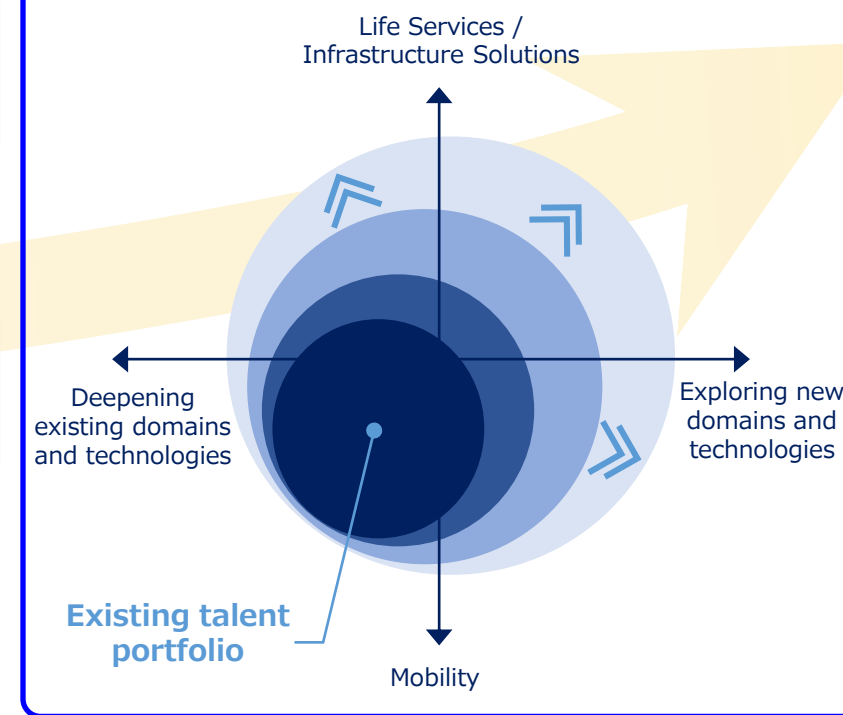 Life Services /
Infrastructure Solutions
Deepening
existing domains
and technologies
Exploring new
domains and
technologies
Existing talent
portfolio
Mobility